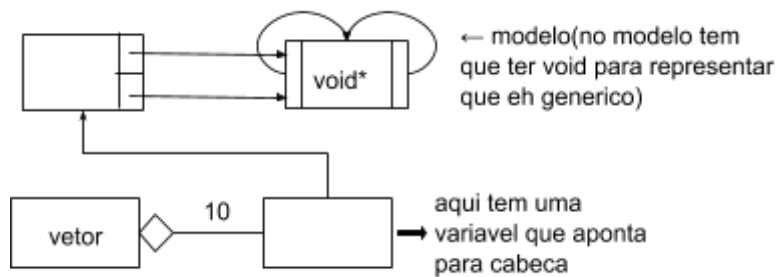 void*
← modelo(no modelo tem
que ter void para representar
que eh generico)
vetor
10
aqui tem uma
variavel que aponta
para cabeca